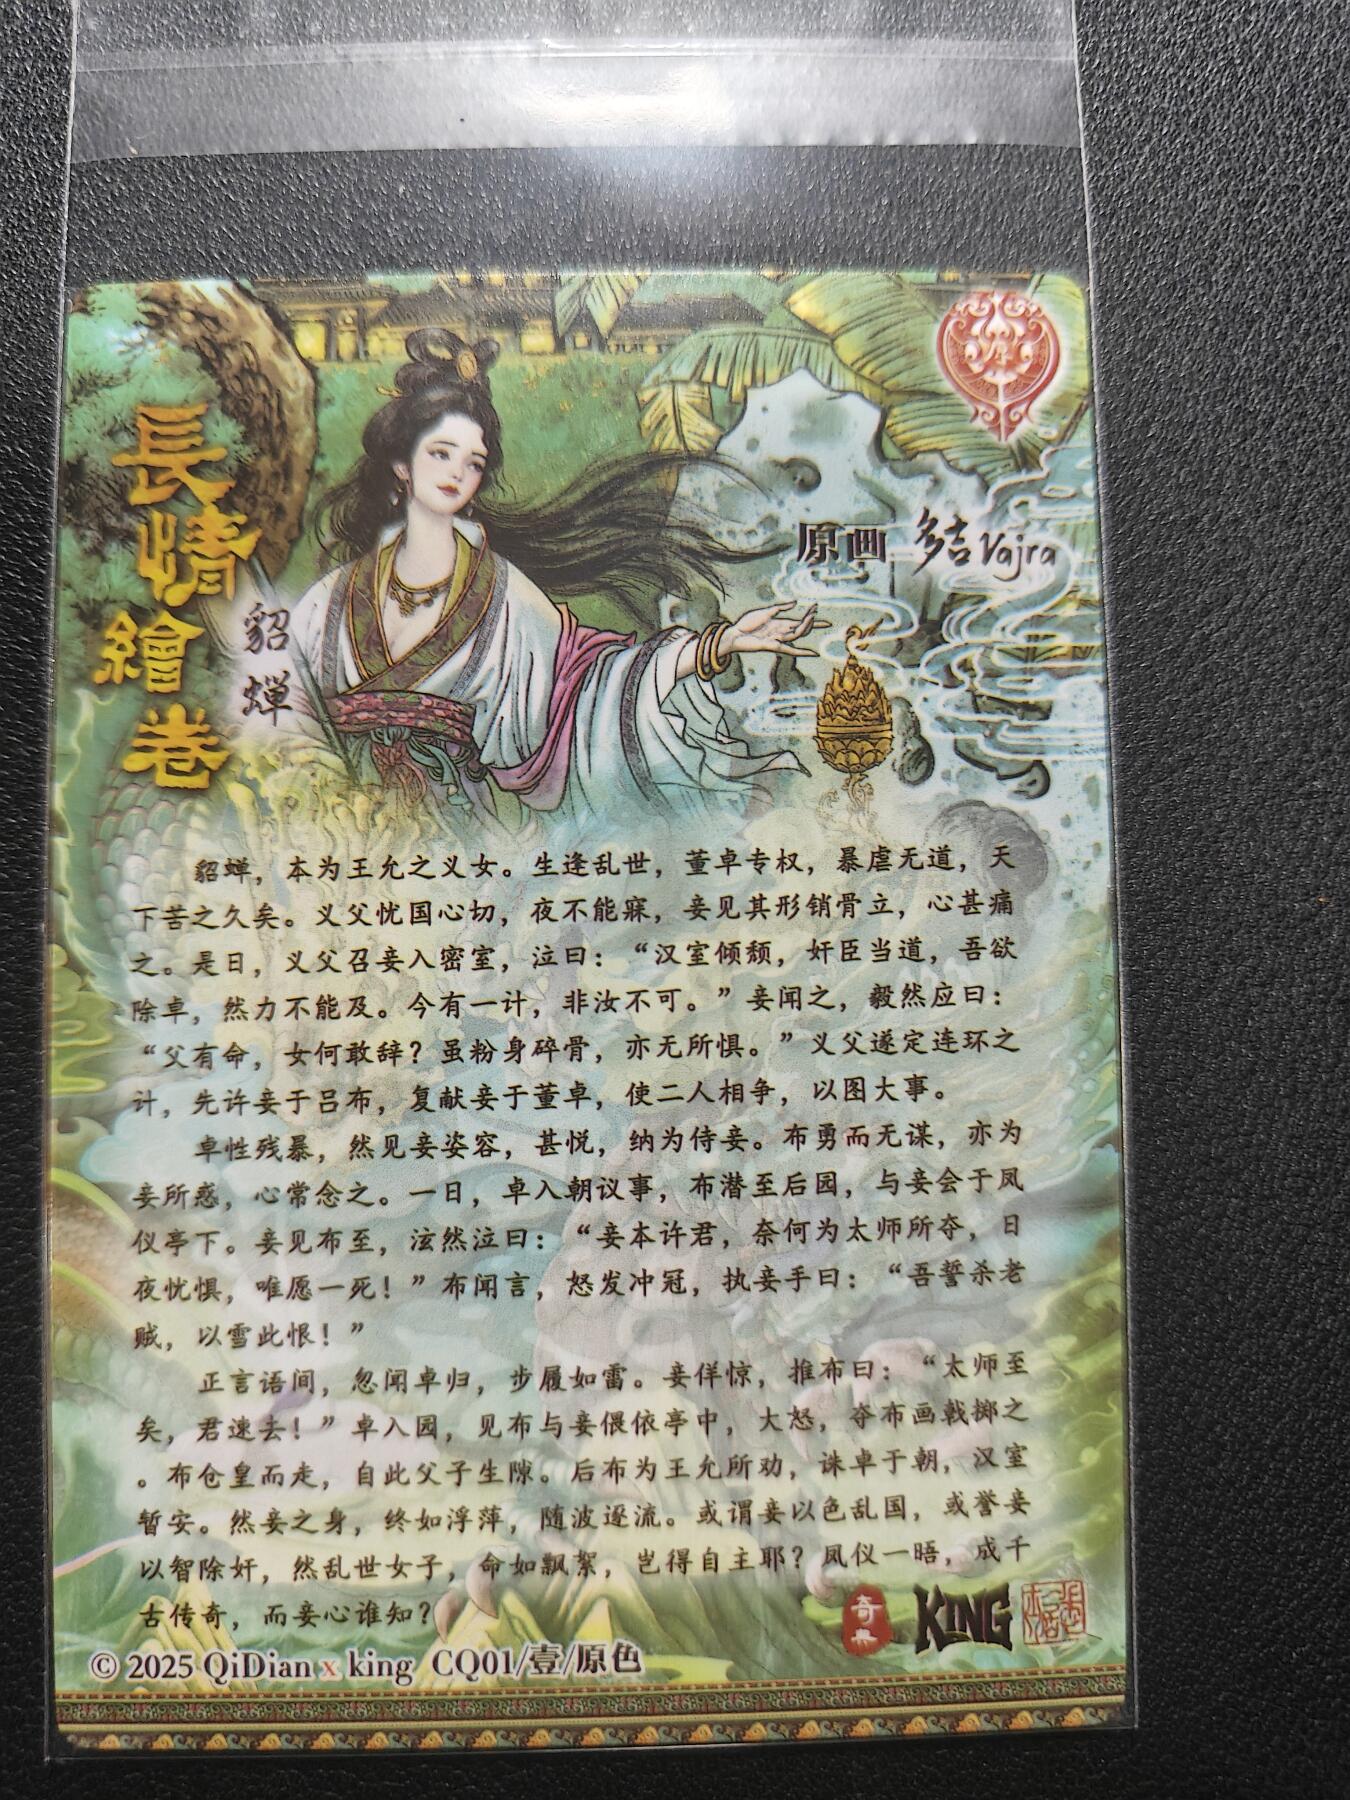 長情繪卷
貂蝉
原画 多吉 Vajra
貂蝉，本为王允之义女。生逢乱世，董卓专权，暴虐无道，天
下苦之久矣。义父忧国心切，夜不能寐，妾见其形销骨立，心甚痛
之。是日，义父召妾入密室，泣曰：“汉室倾颓，奸臣当道，吾欲
除卓，然力不能及。今有一计，非汝不可。”妾闻之，毅然应曰：
“父有命，女何敢辞？虽粉身碎骨，亦无所惧。”义父遂定连环之
计，先许妾于吕布，复献妾于董卓，使二人相争，以图大事。
卓性残暴，然见妾姿容，甚悦，纳为侍妾。布勇而无谋，亦为
妾所惑，心常念之。一日，卓入朝议事，布潜至后园，与妾会于凤
仪亭下。妾见布至，泫然泣曰：“妾本许君，奈何为太师所夺，日
夜忧惧，唯愿一死！”布闻言，怒发冲冠，执妾手曰：“吾誓杀老
贼，以雪此恨！”
正言语间，忽闻卓归，步履如雷。妾佯惊，推布曰：“太师至
矣，君速去！”卓入园，见布与妾偎依亭中，大怒，夺布画戟掷之
。布仓皇而走，自此父子生隙。后布为王允所劝，诛卓于朝，汉室
暂安。然妾之身，终如浮萍，随波逐流。或谓妾以色乱国，或誉妾
以智除奸，然乱世女子，命如飘絮，岂得自主耶？凤仪一晤，成千
古传奇，而妾心谁知？
奇典 KING
© 2025 QiDian x king CQ01/壹/原色